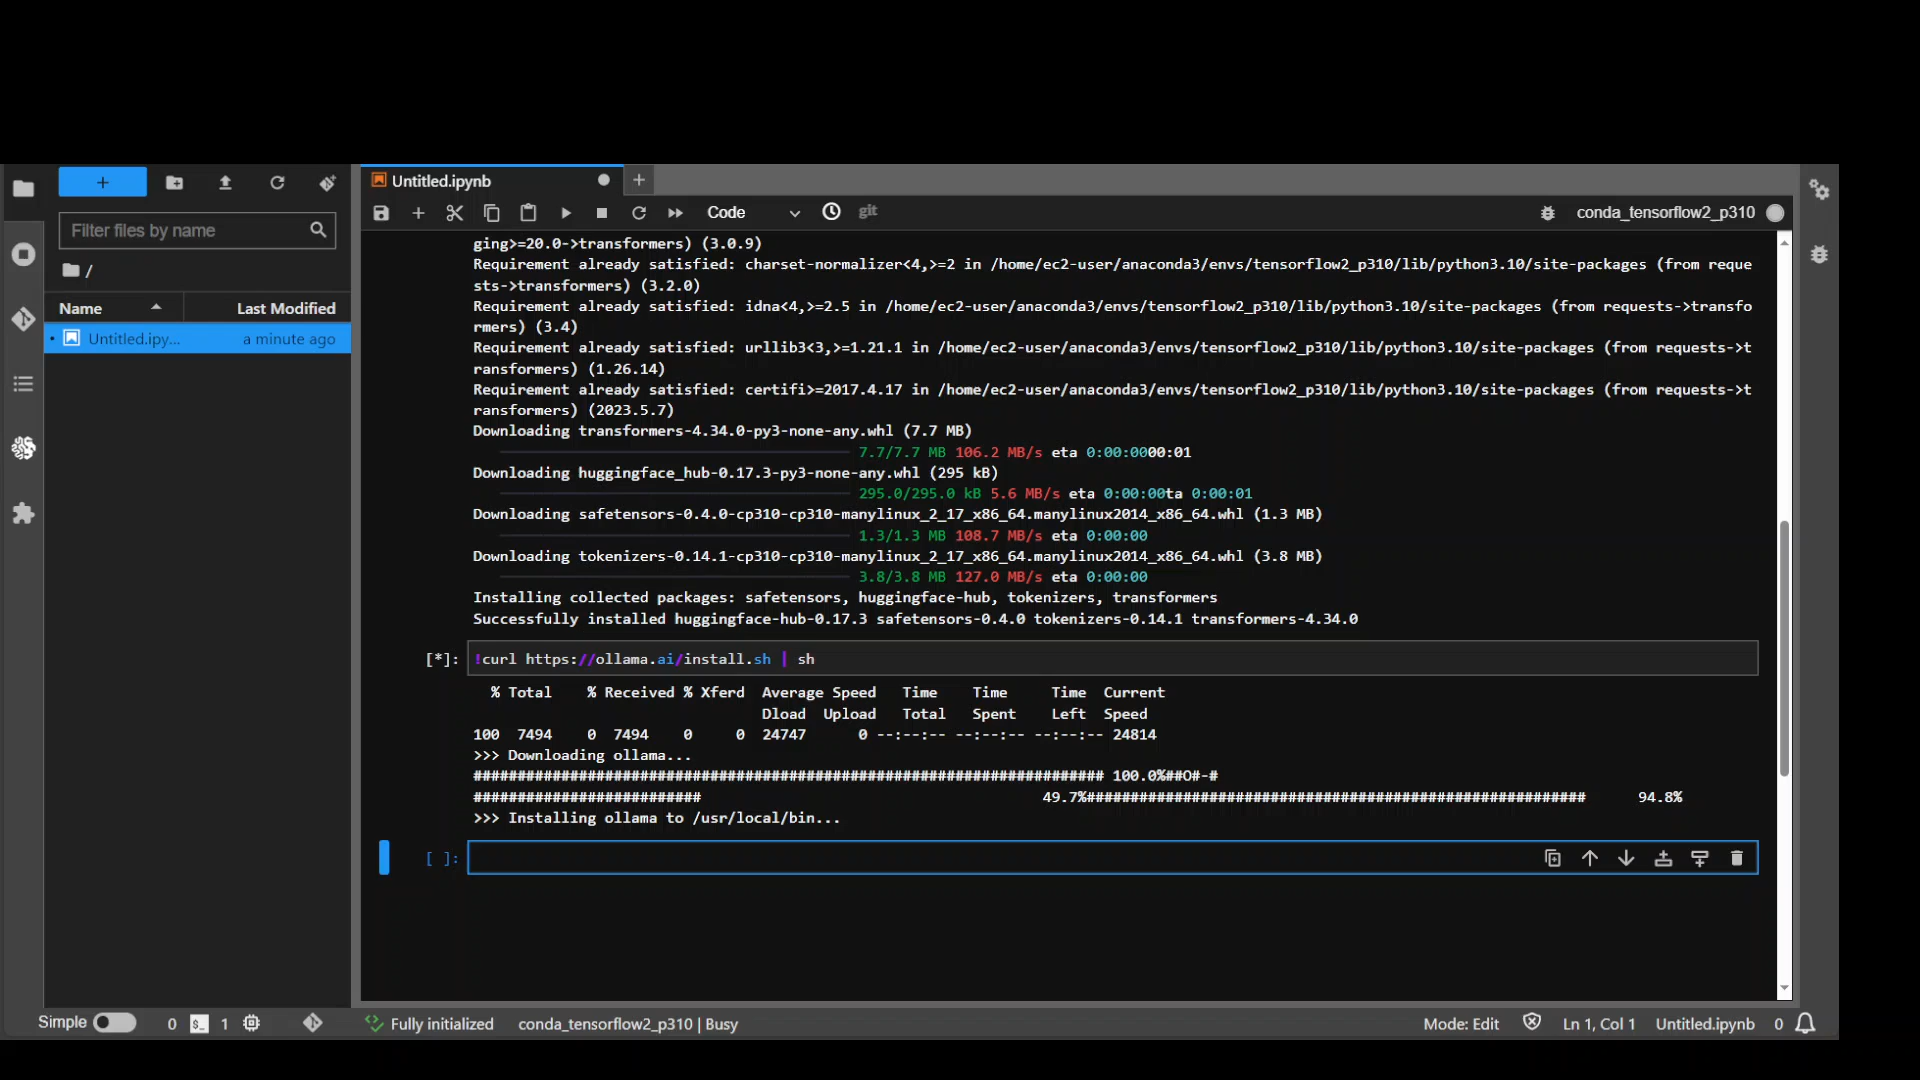 Untitled.ipynb
Code
git
conda_tensorflow2_p310
Filter files by name
/
Name
Last Modified
Untitled.ipy...
a minute ago
ging>=20.0->transformers) (3.0.9)
Requirement already satisfied: charset-normalizer<4,>=2 in /home/ec2-user/anaconda3/envs/tensorflow2_p310/lib/python3.10/site-packages (from reque
sts->transformers) (3.2.0)
Requirement already satisfied: idna<4,>=2.5 in /home/ec2-user/anaconda3/envs/tensorflow2_p310/lib/python3.10/site-packages (from requests->transfo
rmers) (3.4)
Requirement already satisfied: urllib3<3,>=1.21.1 in /home/ec2-user/anaconda3/envs/tensorflow2_p310/lib/python3.10/site-packages (from requests->t
ransformers) (1.26.14)
Requirement already satisfied: certifi>=2017.4.17 in /home/ec2-user/anaconda3/envs/tensorflow2_p310/lib/python3.10/site-packages (from requests->t
ransformers) (2023.5.7)
Downloading transformers-4.34.0-py3-none-any.whl (7.7 MB)
7.7/7.7 MB 106.2 MB/s eta 0:00:0000:01
Downloading huggingface_hub-0.17.3-py3-none-any.whl (295 kB)
295.0/295.0 kB 5.6 MB/s eta 0:00:00ta 0:00:01
Downloading safetensors-0.4.0-cp310-cp310-manylinux_2_17_x86_64.manylinux2014_x86_64.whl (1.3 MB)
1.3/1.3 MB 108.7 MB/s eta 0:00:00
Downloading tokenizers-0.14.1-cp310-cp310-manylinux_2_17_x86_64.manylinux2014_x86_64.whl (3.8 MB)
3.8/3.8 MB 127.0 MB/s eta 0:00:00
Installing collected packages: safetensors, huggingface-hub, tokenizers, transformers
Successfully installed huggingface-hub-0.17.3 safetensors-0.4.0 tokenizers-0.14.1 transformers-4.34.0
[*]: !curl https://ollama.ai/install.sh | sh
% Total % Received % Xferd Average Speed Time Time Time Current
Dload Upload Total Spent Left Speed
100 7494 0 7494 0 0 24747 0 --:--:-- --:--:-- --:--:-- 24814
>>> Downloading ollama...
######################################################################## 100.0%##O#-#
########################## 49.7%######################################################### 94.8%
>>> Installing ollama to /usr/local/bin...
[ ]:
Simple 0 $_ 1 Fully initialized conda_tensorflow2_p310 | Busy Mode: Edit Ln 1, Col 1 Untitled.ipynb 0